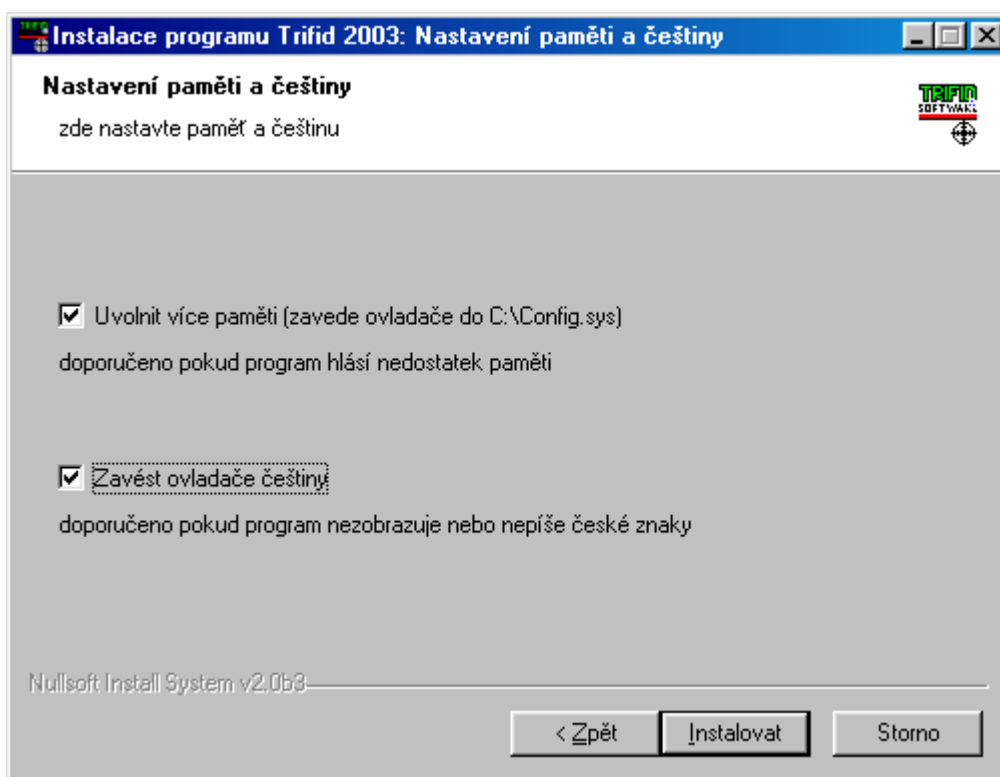 Instalace programu Trifid 2003: Nastavení paměti a češtiny
Nastavení paměti a češtiny
zde nastavte paměť a češtinu
TRIFID
SOFTWARE
Uvolnit více paměti (zavede ovladače do C:\Config.sys)
doporučeno pokud program hlásí nedostatek paměti
Zavést ovladače češtiny
doporučeno pokud program nezobrazuje nebo nepíše české znaky
Nullsoft Install System v2.0b3
< Zpět
Instalovat
Storno